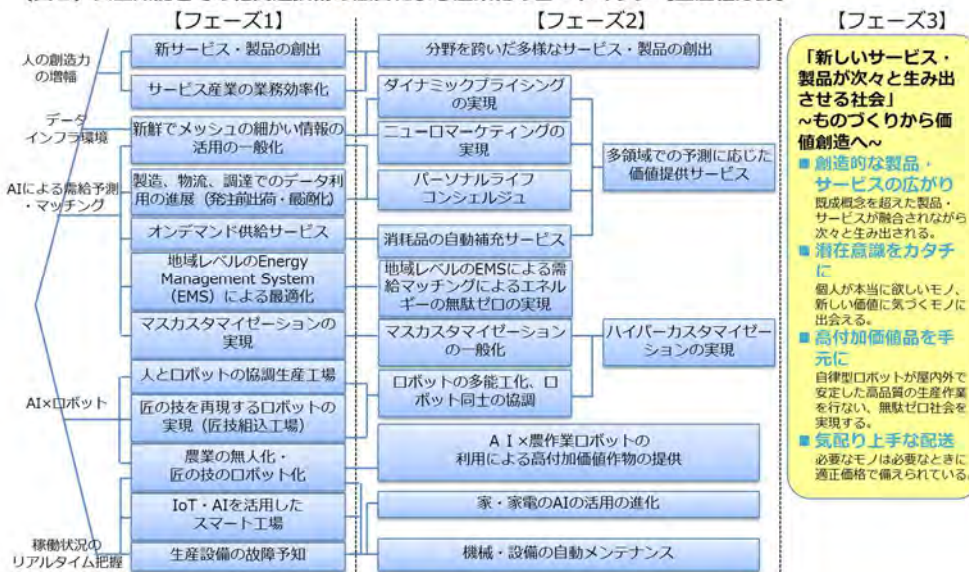 【フェーズ1】
【フェーズ2】
【フェーズ3】
人の創造力
の増幅
データ
インフラ環境
AIによる需給予測
・マッチング
AI×ロボット
稼働状況の
リアルタイム把握
新サービス・製品の創出
サービス産業の業務効率化
新鮮でメッシュの細かい情報の
活用の一般化
製造、物流、調達でのデータ利
用の進展（発注前出荷・最適化）
オンデマンド供給サービス
地域レベルのEnergy
Management System
（EMS）による最適化
マスカスタマイゼーションの
実現
人とロボットの協調生産工場
匠の技を再現するロボットの
実現（匠技組込工場）
農業の無人化・
匠の技のロボット化
IoT・AIを活用した
スマート工場
生産設備の故障予知
分野を跨いだ多様なサービス・製品の創出
ダイナミックプライシング
の実現
ニューロマーケティングの
実現
パーソナルライフ
コンシェルジュ
消耗品の自動補充サービス
地域レベルのEMSによる需
給マッチングによるエネル
ギーの無駄ゼロの実現
マスカスタマイゼーション
の一般化
ロボットの多能工化、ロ
ボット同士の協調
ＡＩ×農作業ロボットの
利用による高付加価値作物の提供
家・家電のAIの活用の進化
機械・設備の自動メンテナンス
多領域での予測に応じた
価値提供サービス
ハイパーカスタマイゼー
ションの実現
「新しいサービス・
製品が次々と生み出
させる社会」
~ものづくりから価
値創造へ~
■ 創造的な製品・
サービスの広がり
既成概念を超えた製品・
サービスが融合されながら
次々と生み出される。
■ 潜在意識をカタチ
に
個人が本当に欲しいモノ、
新しい価値に気づくモノに
出会える。
■ 高付加価値品を手
元に
自律型ロボットが屋内外で
安定した高品質の生産作業
を行ない、無駄ゼロ社会を
実現する。
■ 気配り上手な配送
必要なモノは必要なときに
適正価格で備えられている。